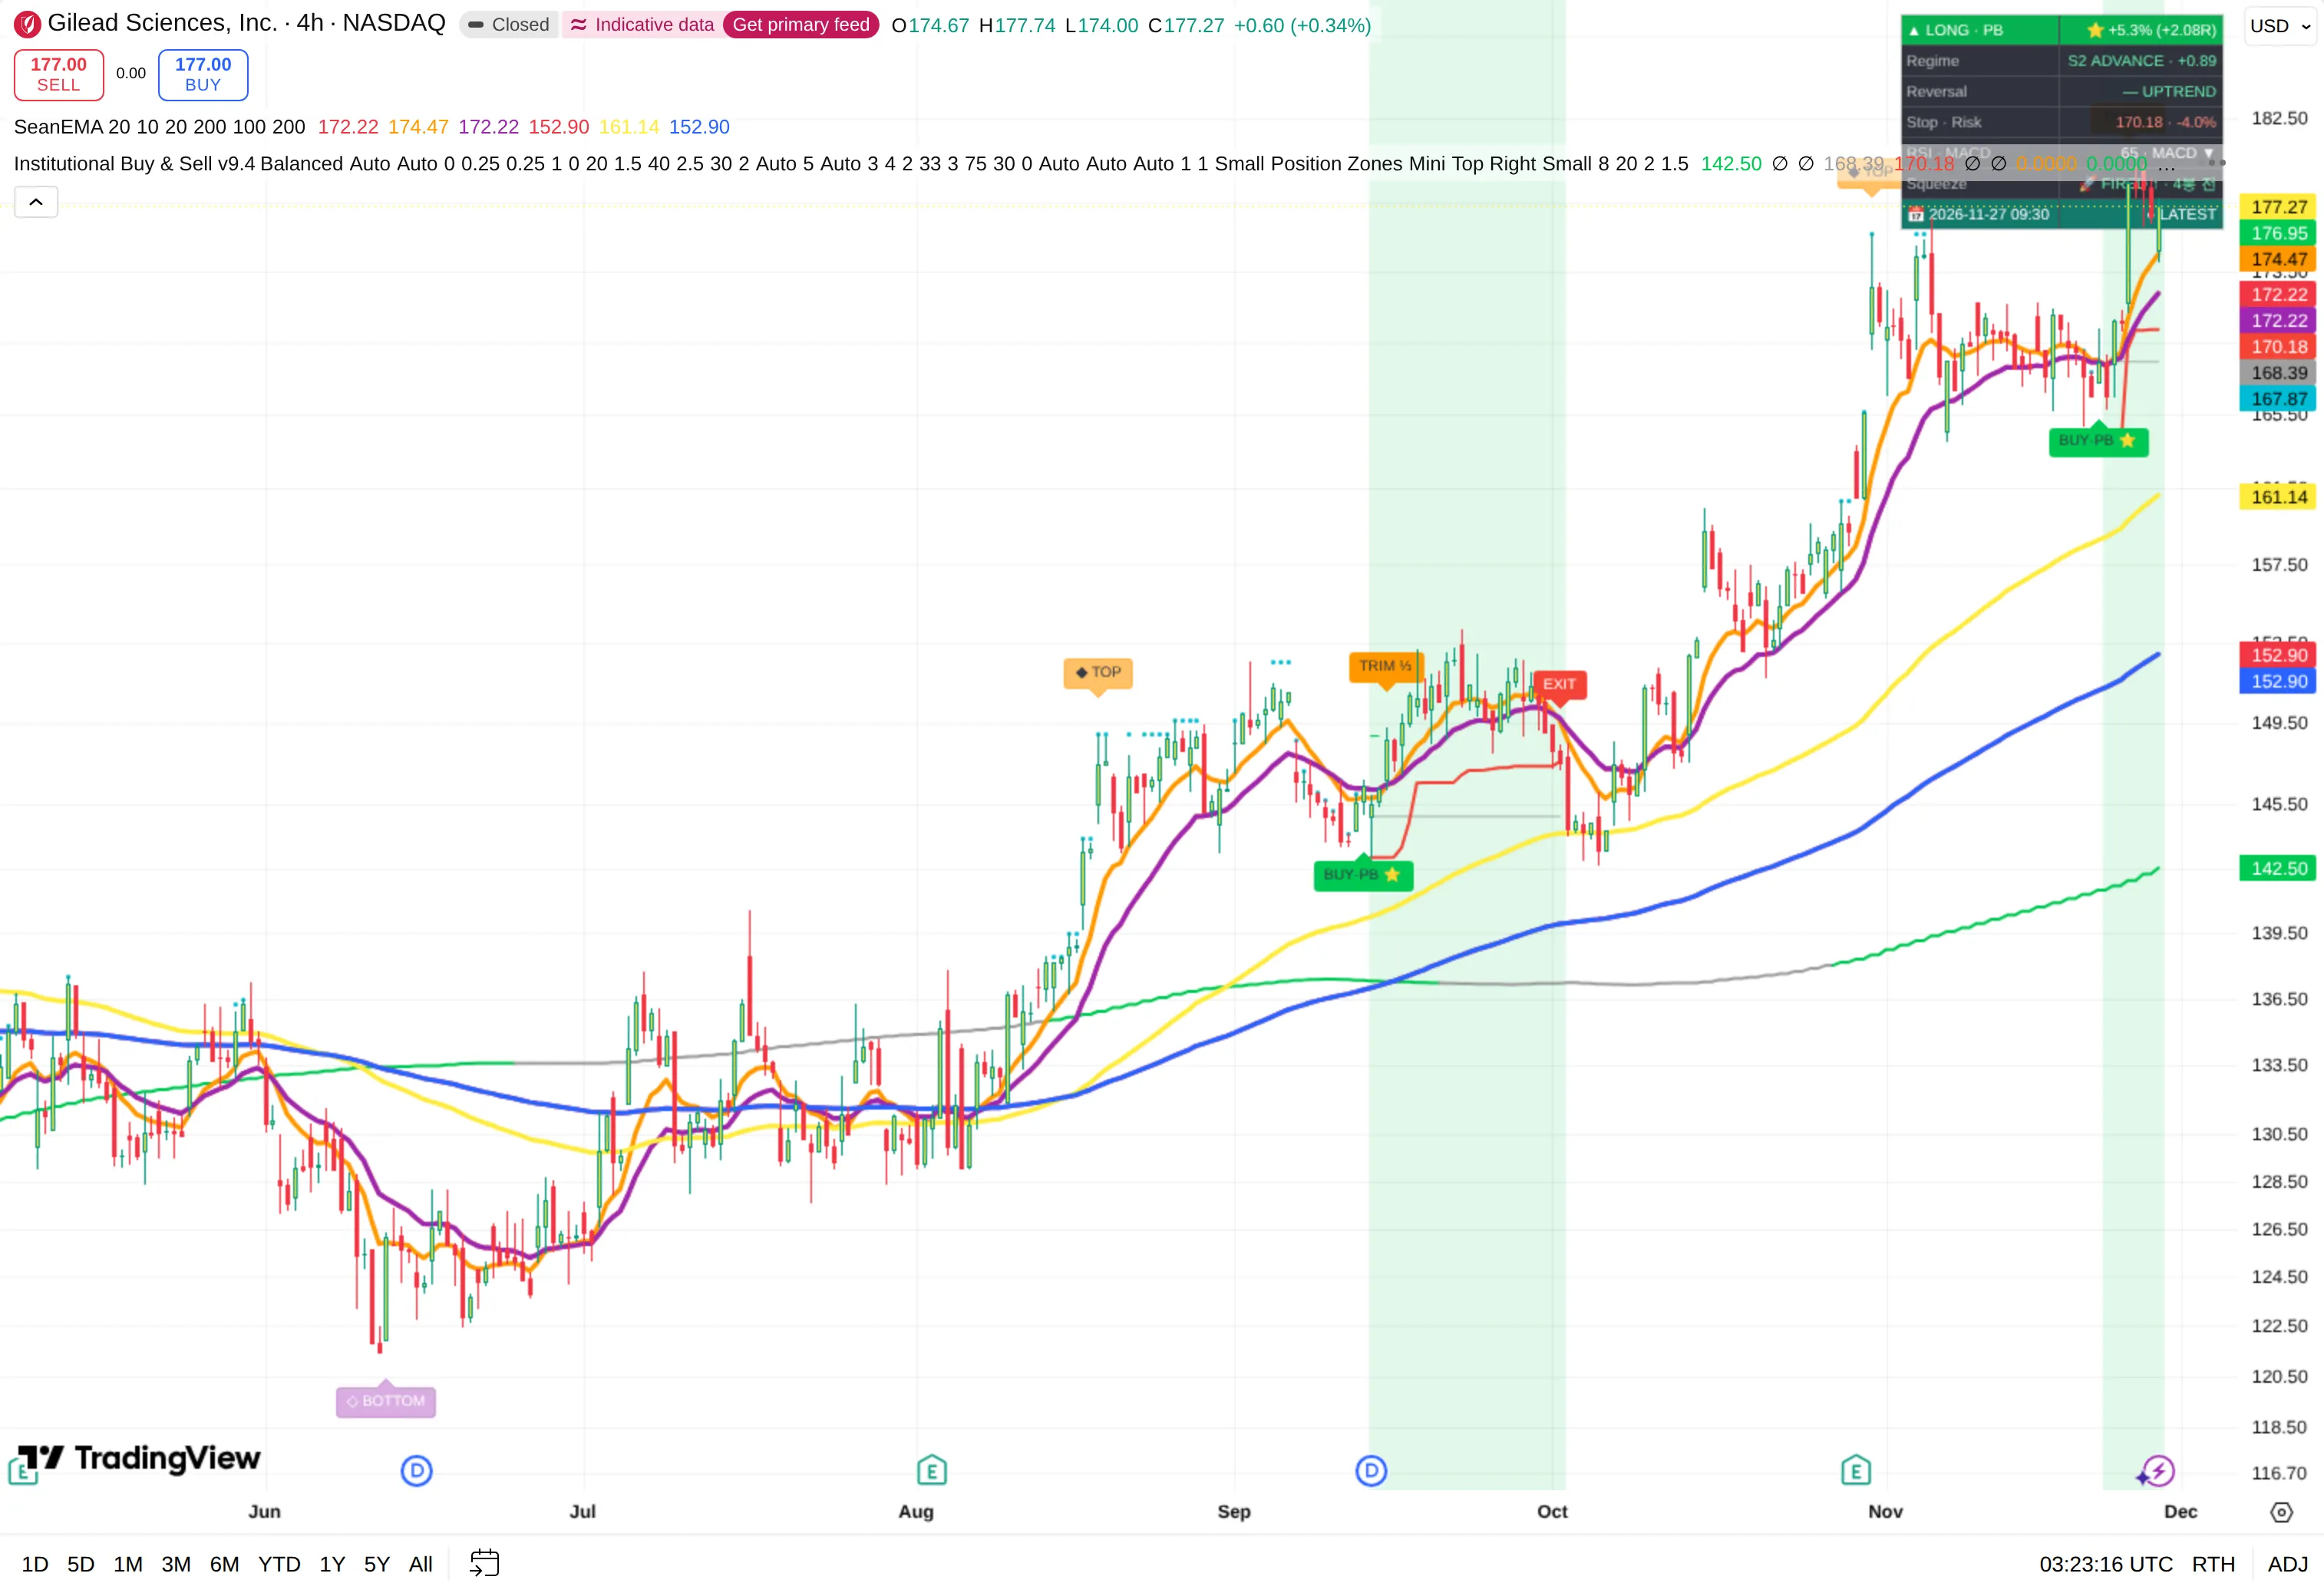 Gilead Sciences, Inc. · 4h · NASDAQ Closed Indicative data Get primary feed O174.67 H177.74 L174.00 C177.27 +0.60 (+0.34%)
177.00 SELL 0.00 177.00 BUY
SeanEMA 20 10 20 200 100 200 172.22 174.47 172.22 152.90 161.14 152.90
Institutional Buy & Sell v9.4 Balanced Auto Auto 0 0.25 0.25 1 0 20 1.5 40 2.5 30 2 Auto 5 Auto 3 4 2 33 3 75 30 0 Auto Auto Auto 1 1 Small Position Zones Mini Top Right Small 8 20 2 1.5 142.50 ∅ ∅ 168.39 170.18 ∅ ∅ 0.0000 0.0000 ...
▲ LONG · PB ⭐ +5.3% (+2.08R)
Regime S2 ADVANCE · +0.89
Reversal — UPTREND
Stop · Risk 170.18 · -4.0%
RSI · MACD 65 · MACD ▼
Squeeze
📅 2026-11-27 09:30 LATEST
USD
182.50
177.27
176.95
174.47
172.22
172.22
170.18
168.39
167.87
165.50
161.14
157.50
152.90
152.90
149.50
145.50
142.50
139.50
136.50
133.50
130.50
128.50
126.50
124.50
122.50
120.50
118.50
116.70
◆ TOP
BUY-PB ⭐
◆ TOP
TRIM ⅓
EXIT
BUY-PB ⭐
◇ BOTTOM
TradingView
E D E D E
Jun Jul Aug Sep Oct Nov Dec
1D 5D 1M 3M 6M YTD 1Y 5Y All 03:23:16 UTC RTH ADJ